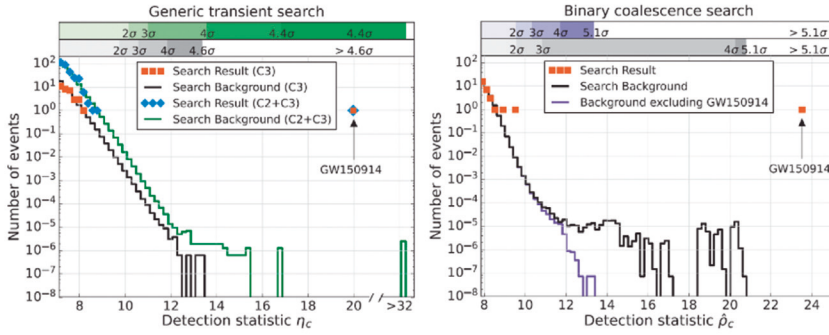 Generic transient search
2σ 3σ 4σ 4.4σ 4.4σ
2σ 3σ 4σ 4.6σ > 4.6σ
Search Result (C3)
Search Background (C3)
Search Result (C2+C3)
Search Background (C2+C3)
GW150914
Number of events
10² 10¹ 10⁰ 10⁻¹ 10⁻² 10⁻³ 10⁻⁴ 10⁻⁵ 10⁻⁶ 10⁻⁷ 10⁻⁸
8 10 12 14 16 18 20 >32
Detection statistic η_c
Binary coalescence search
2σ 3σ 4σ 5.1σ > 5.1σ
2σ 3σ 4σ 5.1σ > 5.1σ
Search Result
Search Background
Background excluding GW150914
GW150914
Number of events
10² 10¹ 10⁰ 10⁻¹ 10⁻² 10⁻³ 10⁻⁴ 10⁻⁵ 10⁻⁶ 10⁻⁷ 10⁻⁸
8 10 12 14 16 18 20 22 24
Detection statistic ρ̂_c